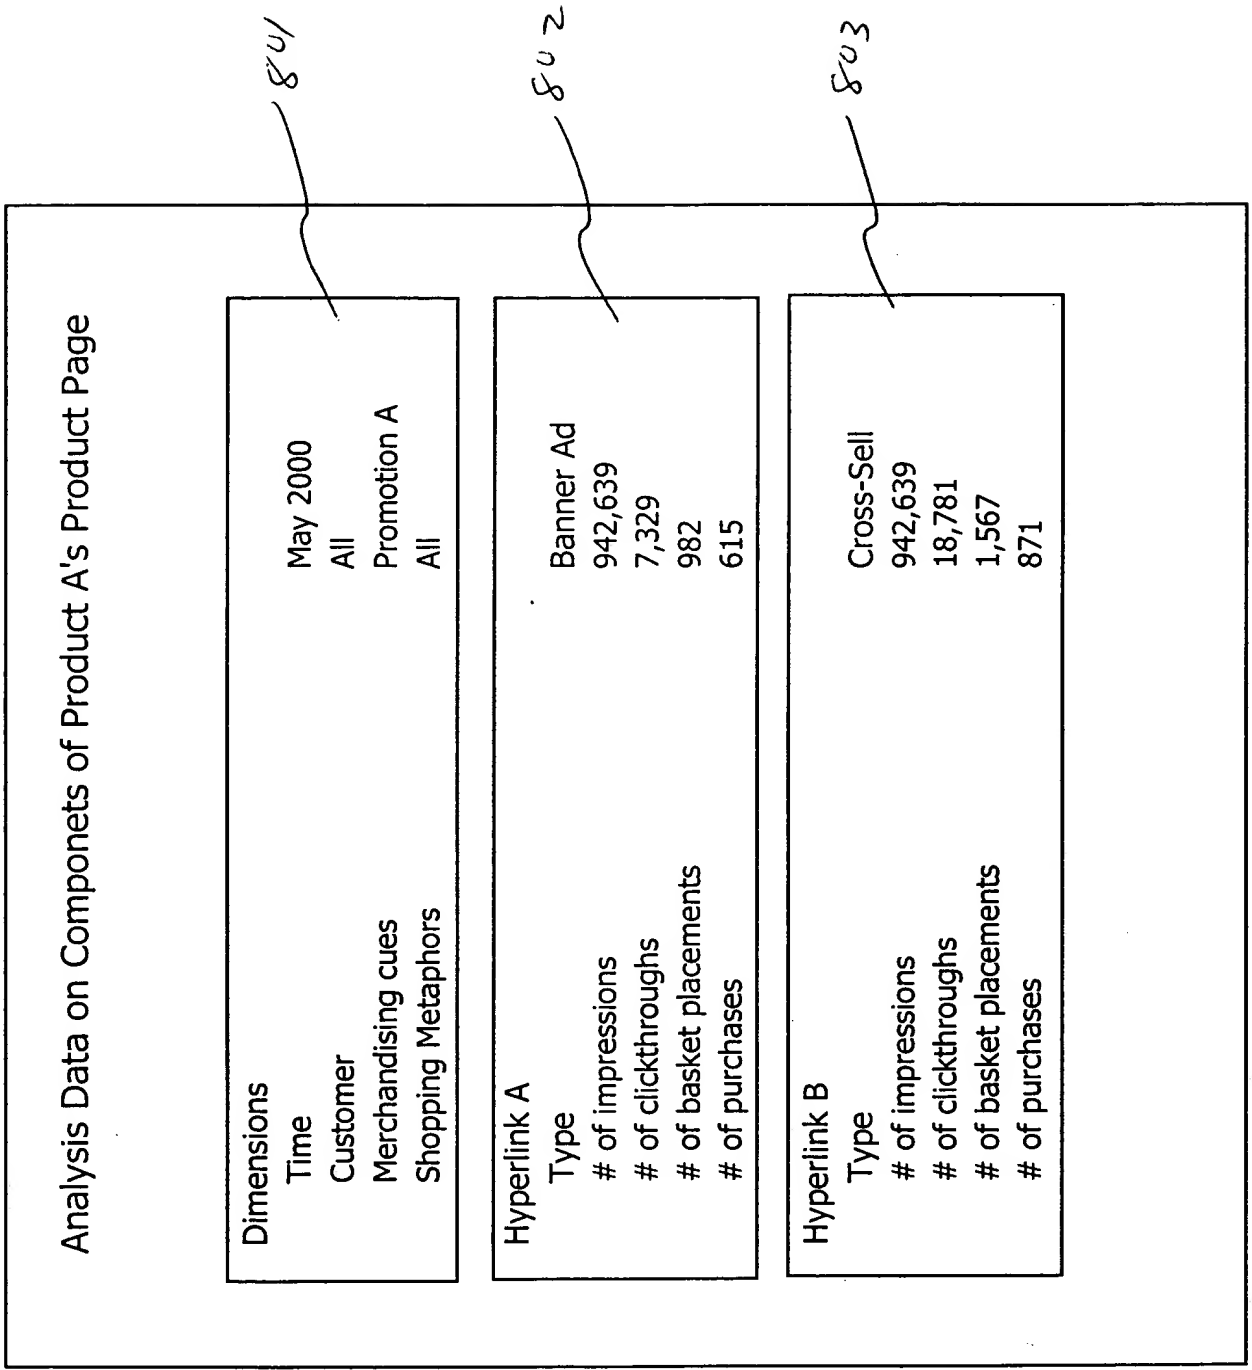 Analysis Data on Componets of Product A's Product Page
801
Dimensions
Time May 2000
Customer All
Merchandising cues Promotion A
Shopping Metaphors All
802
Hyperlink A
Type Banner Ad
# of impressions 942,639
# of clickthroughs 7,329
# of basket placements 982
# of purchases 615
803
Hyperlink B
Type Cross-Sell
# of impressions 942,639
# of clickthroughs 18,781
# of basket placements 1,567
# of purchases 871